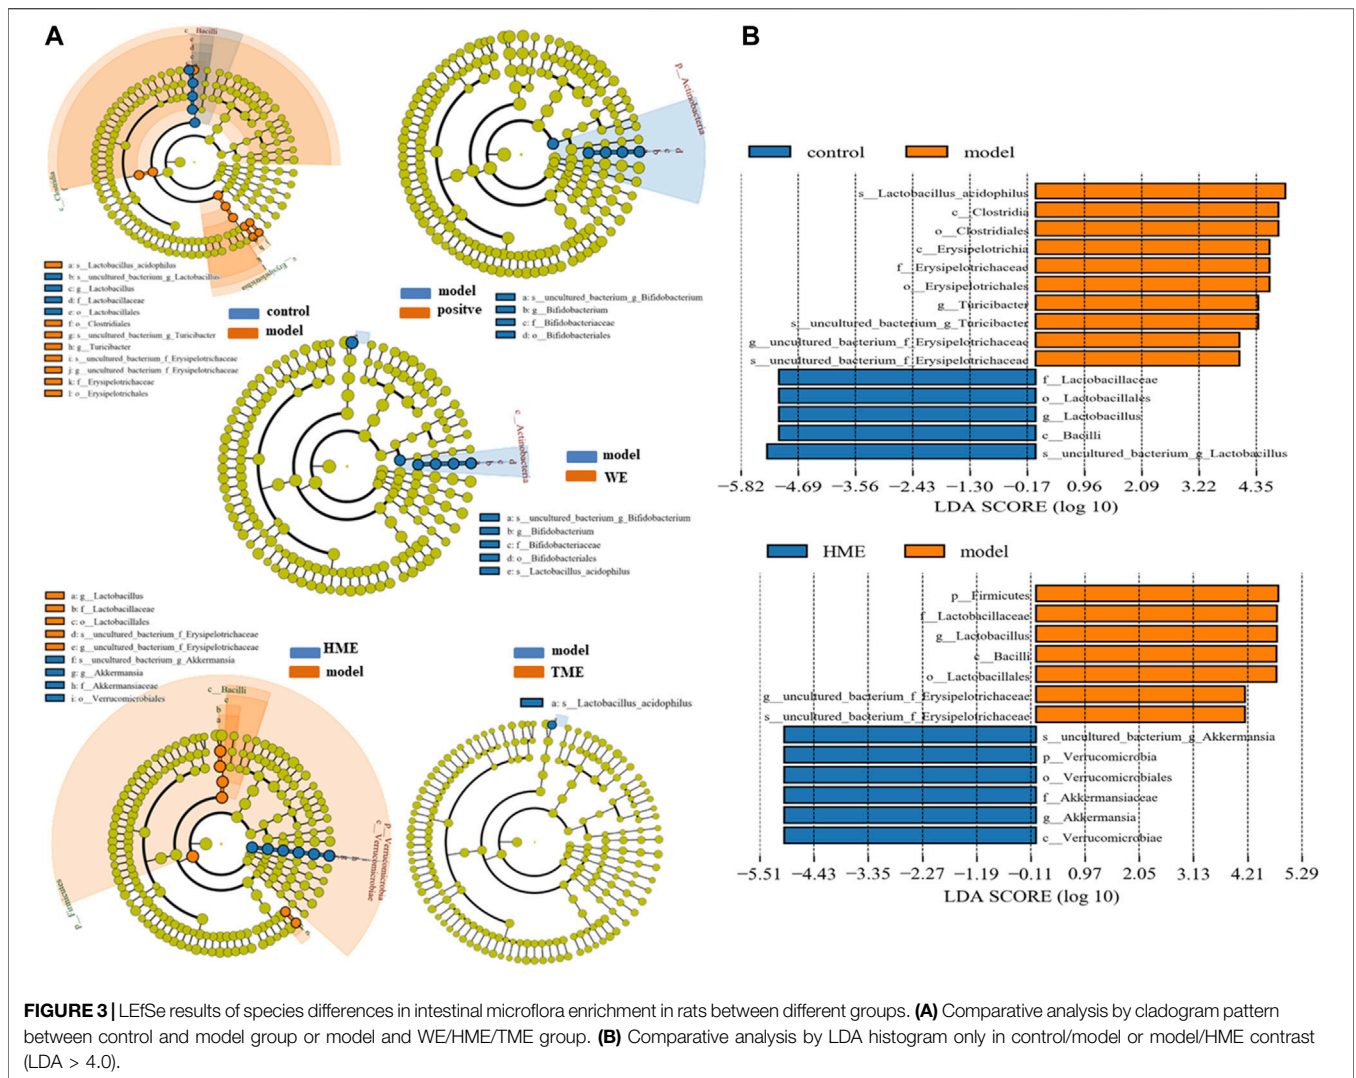 A
B
c__Bacilli
c__Clostridia
c__Erysipelotrichia
a: s__Lactobacillus_acidophilus
b: s__uncultured_bacterium_g_Lactobacillus
c: g__Lactobacillus
d: f__Lactobacillaceae
e: o__Lactobacillales
f: o__Clostridiales
g: s__uncultured_bacterium_g_Turicibacter
h: g__Turicibacter
i: s__uncultured_bacterium_f_Erysipelotrichaceae
j: g__uncultured_bacterium_f_Erysipelotrichaceae
k: f__Erysipelotrichaceae
l: o__Erysipelotrichales
control
model
p__Actinobacteria
b c d
model
positve
a: s__uncultured_bacterium_g_Bifidobacterium
b: g__Bifidobacterium
c: f__Bifidobacteriaceae
d: o__Bifidobacteriales
c__Actinobacteria
b c d
model
WE
a: s__uncultured_bacterium_g_Bifidobacterium
b: g__Bifidobacterium
c: f__Bifidobacteriaceae
d: o__Bifidobacteriales
e: s__Lactobacillus_acidophilus
a: g__Lactobacillus
b: f__Lactobacillaceae
c: o__Lactobacillales
d: s__uncultured_bacterium_f_Erysipelotrichaceae
e: g__uncultured_bacterium_f_Erysipelotrichaceae
f: s__uncultured_bacterium_g_Akkermansia
g: g__Akkermansia
h: f__Akkermansiaceae
i: o__Verrucomicrobiales
HME
model
c__Bacilli
c
b
a
p__Firmicutes
p__Verrucomicrobia
c__Verrucomicrobiae
model
TME
a: s__Lactobacillus_acidophilus
control model
s__Lactobacillus_acidophilus
c__Clostridia
o__Clostridiales
c__Erysipelotrichia
f__Erysipelotrichaceae
o__Erysipelotrichales
g__Turicibacter
s__uncultured_bacterium_g_Turicibacter
g__uncultured_bacterium_f_Erysipelotrichaceae
s__uncultured_bacterium_f_Erysipelotrichaceae
f__Lactobacillaceae
o__Lactobacillales
g__Lactobacillus
c__Bacilli
s__uncultured_bacterium_g_Lactobacillus
−5.82 −4.69 −3.56 −2.43 −1.30 −0.17 0.96 2.09 3.22 4.35
LDA SCORE (log 10)
HME model
p__Firmicutes
f__Lactobacillaceae
g__Lactobacillus
c__Bacilli
o__Lactobacillales
g__uncultured_bacterium_f_Erysipelotrichaceae
s__uncultured_bacterium_f_Erysipelotrichaceae
s__uncultured_bacterium_g_Akkermansia
p__Verrucomicrobia
o__Verrucomicrobiales
f__Akkermansiaceae
g__Akkermansia
c__Verrucomicrobiae
−5.51 −4.43 −3.35 −2.27 −1.19 −0.11 0.97 2.05 3.13 4.21 5.29
LDA SCORE (log 10)
FIGURE 3 | LEfSe results of species differences in intestinal microflora enrichment in rats between different groups. (A) Comparative analysis by cladogram pattern
between control and model group or model and WE/HME/TME group. (B) Comparative analysis by LDA histogram only in control/model or model/HME contrast
(LDA > 4.0).